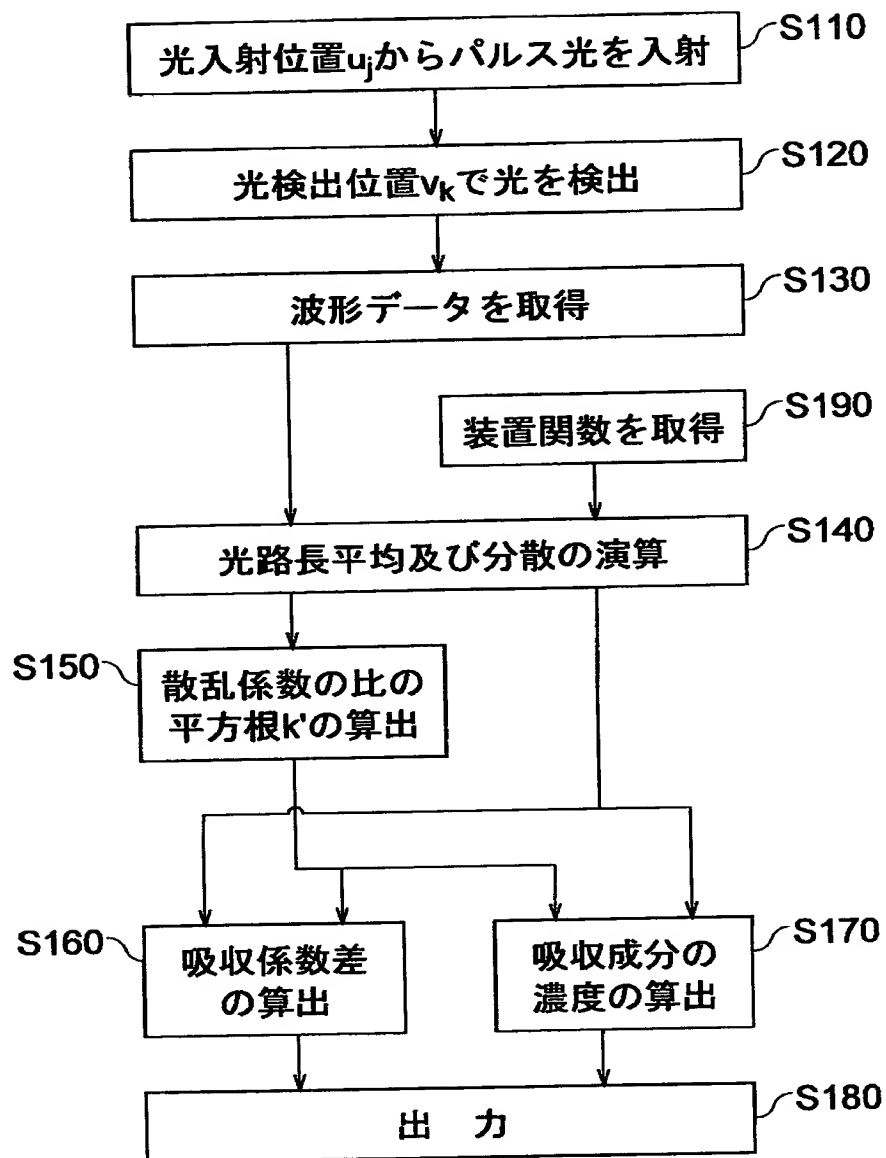 S110
光入射位置ujからパルス光を入射
S120
光検出位置vkで光を検出
S130
波形データを取得
S190
装置関数を取得
S140
光路長平均及び分散の演算
S150
散乱係数の比の
平方根k'の算出
S160
吸収係数差
の算出
S170
吸収成分の
濃度の算出
S180
出 力